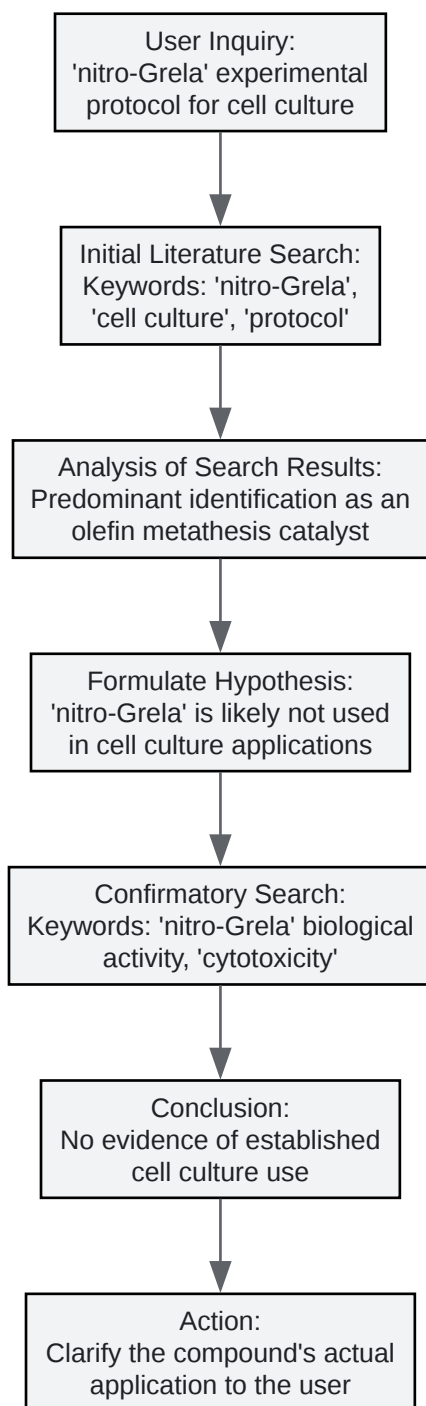 User Inquiry:
'nitro-Grela' experimental
protocol for cell culture
Initial Literature Search:
Keywords: 'nitro-Grela',
'cell culture', 'protocol'
Analysis of Search Results:
Predominant identification as an
olefin metathesis catalyst
Formulate Hypothesis:
'nitro-Grela' is likely not used
in cell culture applications
Confirmatory Search:
Keywords: 'nitro-Grela' biological
activity, 'cytotoxicity'
Conclusion:
No evidence of established
cell culture use
Action:
Clarify the compound's actual
application to the user